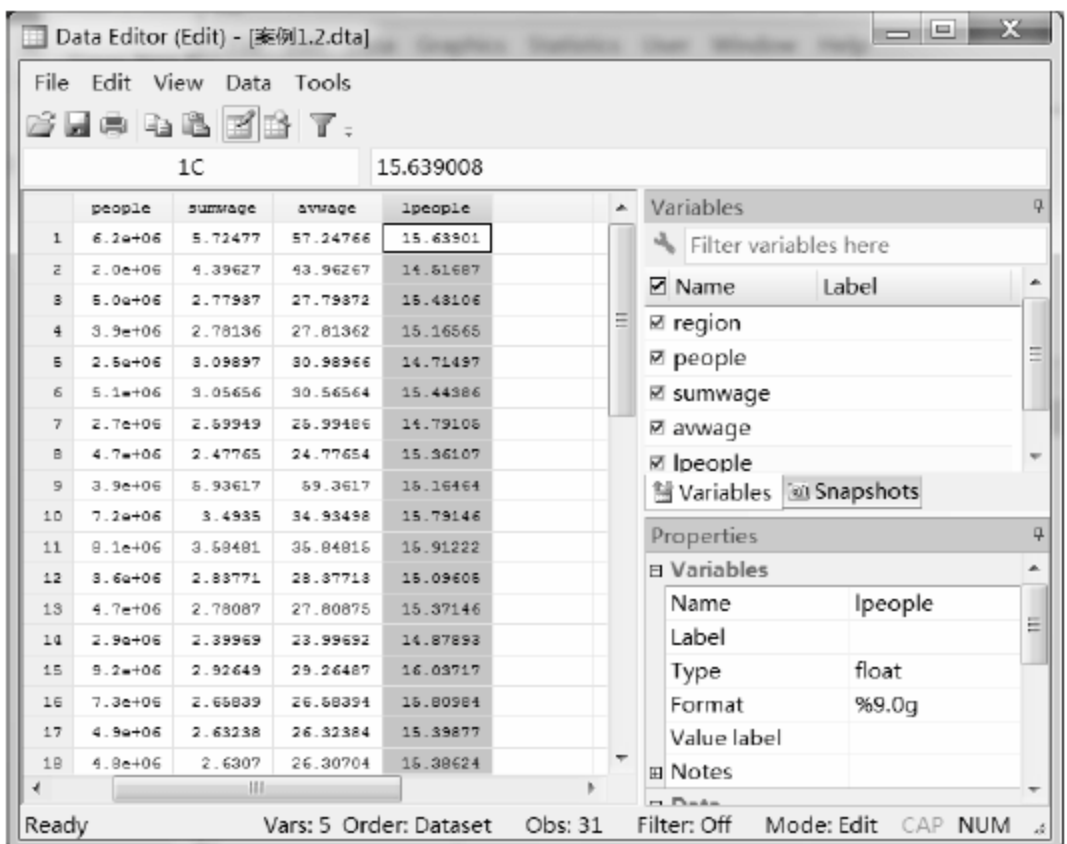 Data Editor (Edit) - [案例1.2.dta]
File Edit View Data Tools
1C 15.639008
people sumwage avwage lpeople
1 6.2e+06 5.72477 57.24766 15.63901
2 2.0e+06 4.39627 43.96267 14.51687
3 5.0e+06 2.77937 27.79372 15.43106
4 3.9e+06 2.78136 27.81362 15.16565
5 2.5e+06 3.09897 30.98966 14.71497
6 5.1e+06 3.05656 30.56564 15.44386
7 2.7e+06 2.59949 25.99486 14.79105
8 4.7e+06 2.47765 24.77654 15.36107
9 3.9e+06 5.93617 59.3617 15.16464
10 7.2e+06 3.4935 34.93498 15.79146
11 8.1e+06 3.58481 35.84815 15.91222
12 3.6e+06 2.83771 28.37713 15.09605
13 4.7e+06 2.78087 27.80875 15.37146
14 2.9e+06 2.39969 23.99692 14.87893
15 9.2e+06 2.92649 29.26487 16.03717
16 7.3e+06 2.65839 26.58394 15.80984
17 4.9e+06 2.63238 26.32384 15.39877
18 4.8e+06 2.6307 26.30704 15.38624
Variables
Filter variables here
Name Label
region
people
sumwage
avwage
lpeople
Variables Snapshots
Properties
Variables
Name lpeople
Label
Type float
Format %9.0g
Value label
Notes
Data
Ready Vars: 5 Order: Dataset Obs: 31 Filter: Off Mode: Edit CAP NUM